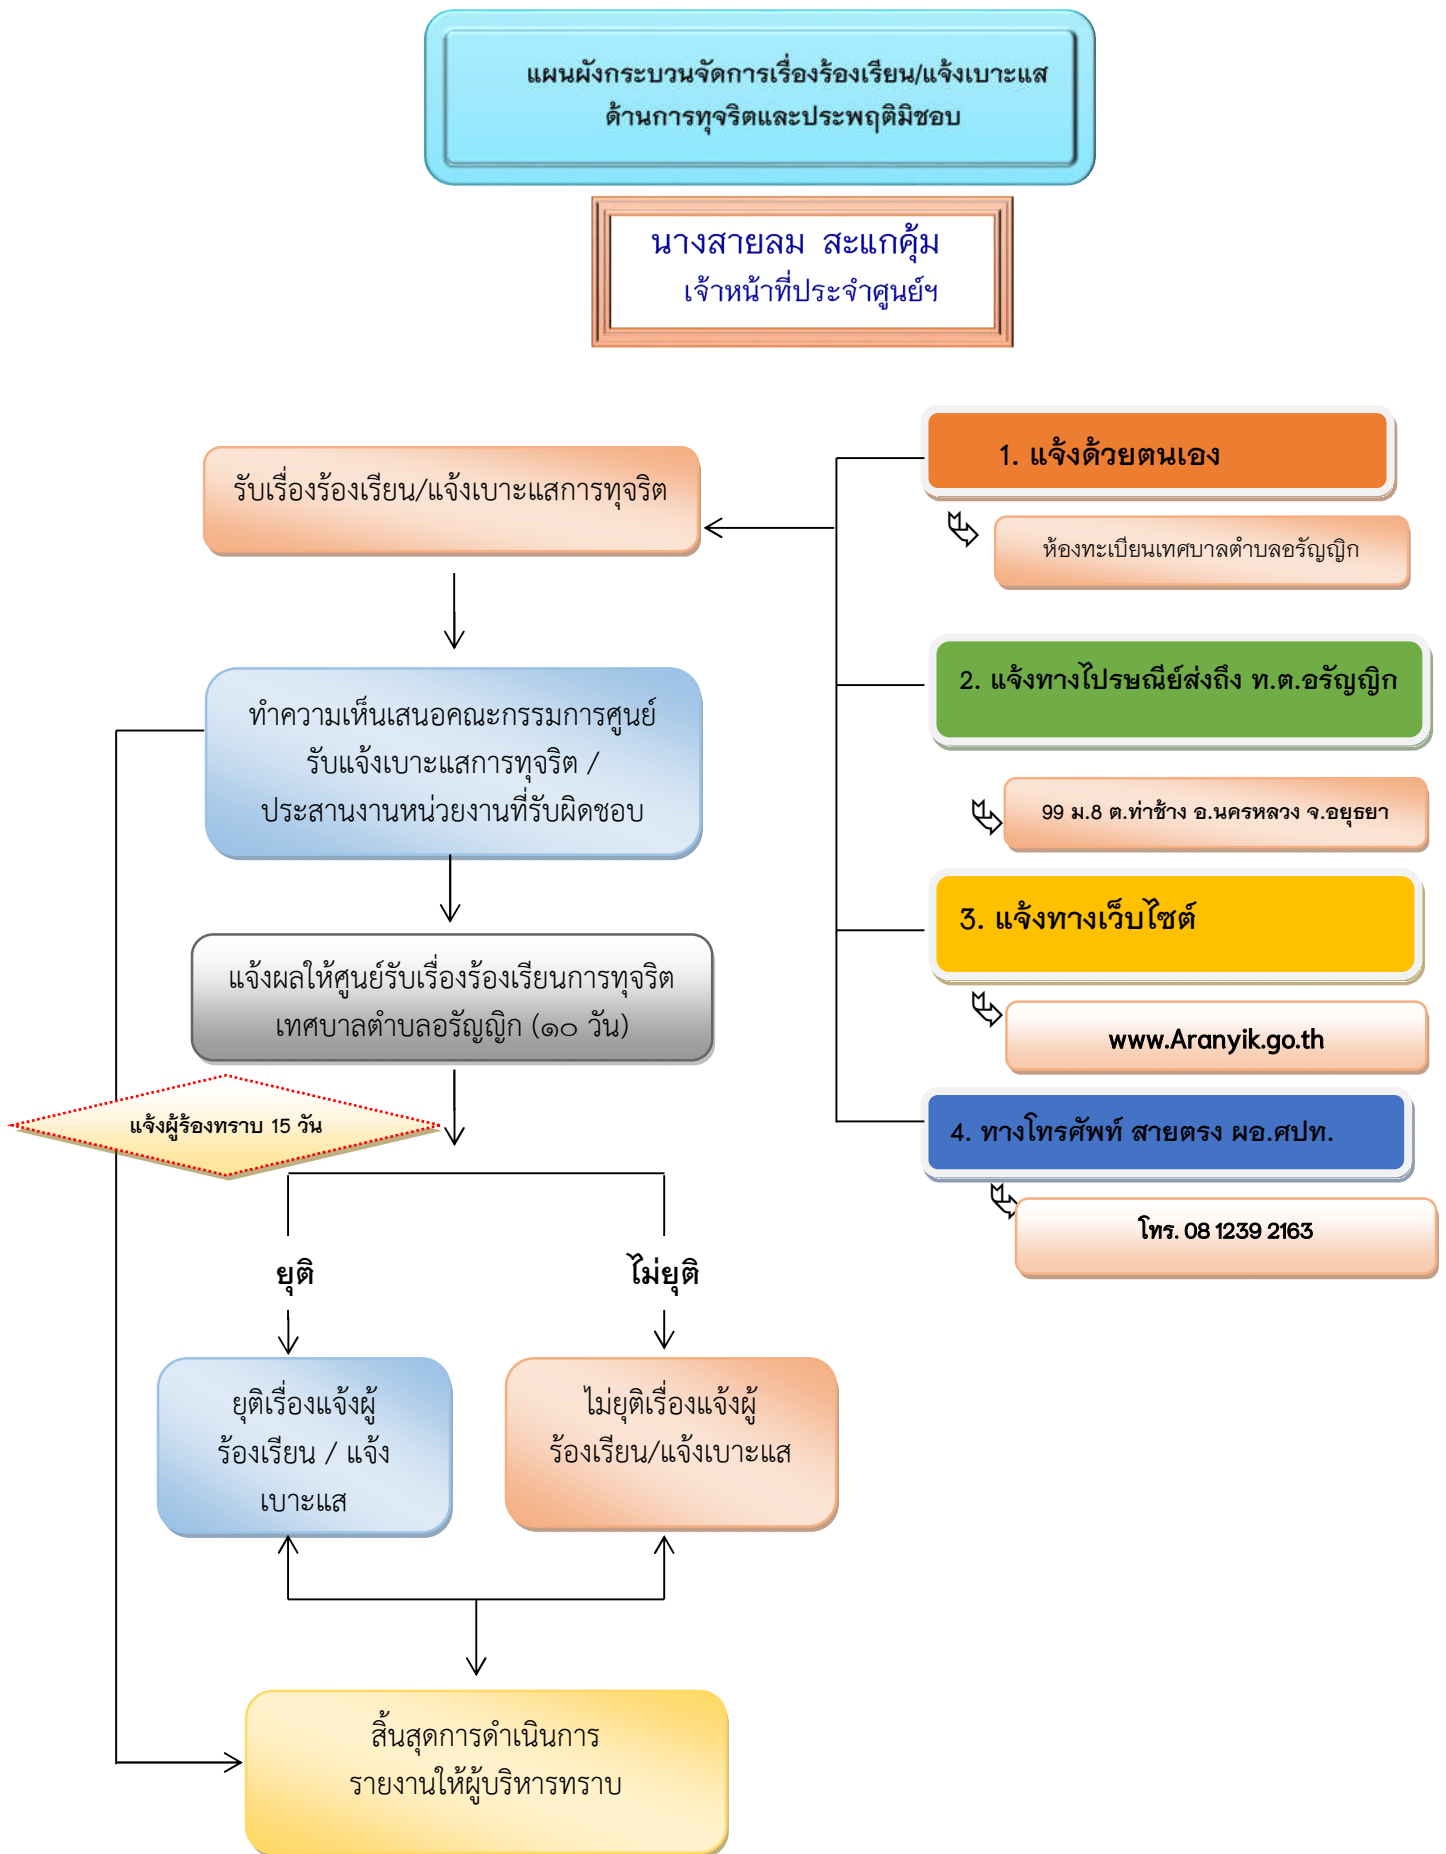 แผนผังกระบวนจัดการเรื่องร้องเรียน/แจ้งเบาะแส
ด้านการทุจริตและประพฤติมิชอบ
นางสายลม สะแกคุ้ม
เจ้าหน้าที่ประจำศูนย์ฯ
รับเรื่องร้องเรียน/แจ้งเบาะแสการทุจริต
ทำความเห็นเสนอคณะกรรมการศูนย์
รับแจ้งเบาะแสการทุจริต /
ประสานงานหน่วยงานที่รับผิดชอบ
แจ้งผลให้ศูนย์รับเรื่องร้องเรียนการทุจริต
เทศบาลตำบลอรัญญิก (๑๐ วัน)
แจ้งผู้ร้องทราบ 15 วัน
ยุติ
ไม่ยุติ
ยุติเรื่องแจ้งผู้
ร้องเรียน / แจ้ง
เบาะแส
ไม่ยุติเรื่องแจ้งผู้
ร้องเรียน/แจ้งเบาะแส
สิ้นสุดการดำเนินการ
รายงานให้ผู้บริหารทราบ
1. แจ้งด้วยตนเอง
ห้องทะเบียนเทศบาลตำบลอรัญญิก
2. แจ้งทางไปรษณีย์ส่งถึง ท.ต.อรัญญิก
99 ม.8 ต.ท่าช้าง อ.นครหลวง จ.อยุธยา
3. แจ้งทางเว็บไซต์
www.Aranyik.go.th
4. ทางโทรศัพท์ สายตรง ผอ.ศปท.
โทร. 08 1239 2163